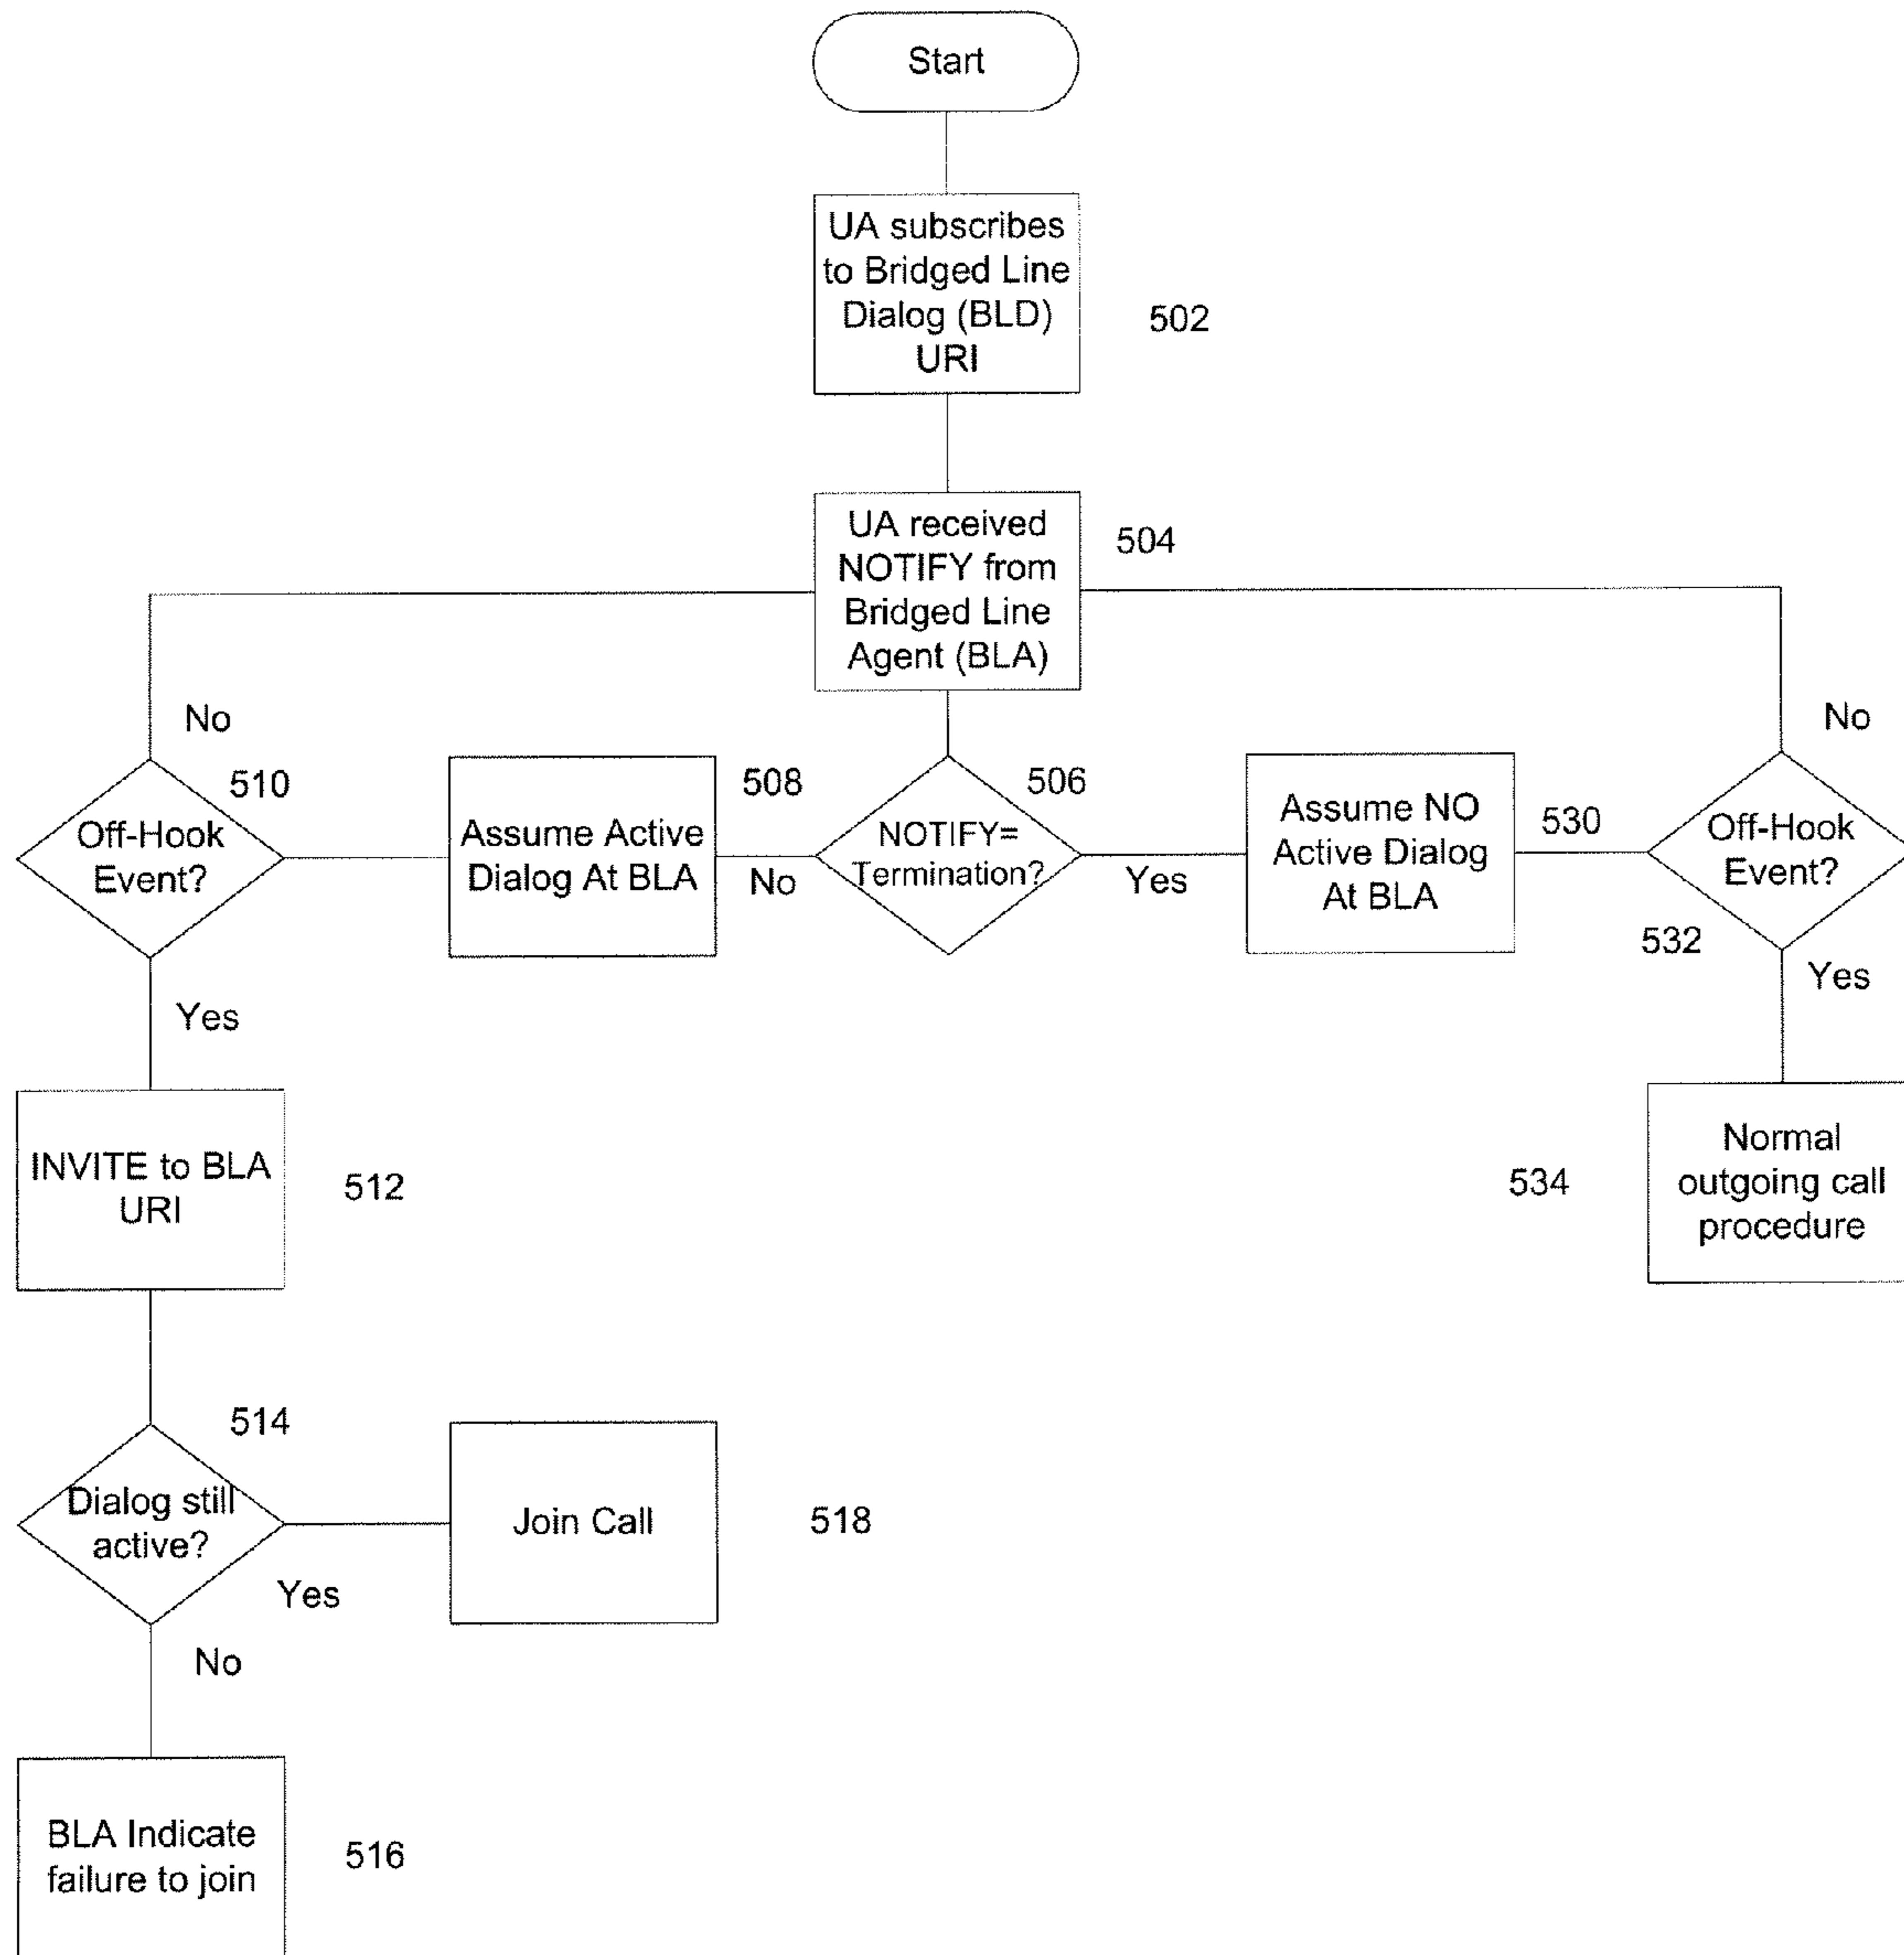 Start
UA subscribes
to Bridged Line
Dialog (BLD)
URI
502
UA received
NOTIFY from
Bridged Line
Agent (BLA)
504
No
No
510
Off-Hook
Event?
Assume Active
Dialog At BLA
508
No
506
NOTIFY=
Termination?
Yes
Assume NO
Active Dialog
At BLA
530
Off-Hook
Event?
532
Yes
Yes
INVITE to BLA
URI
512
534
Normal
outgoing call
procedure
514
Dialog still
active?
Yes
Join Call
518
No
BLA Indicate
failure to join
516